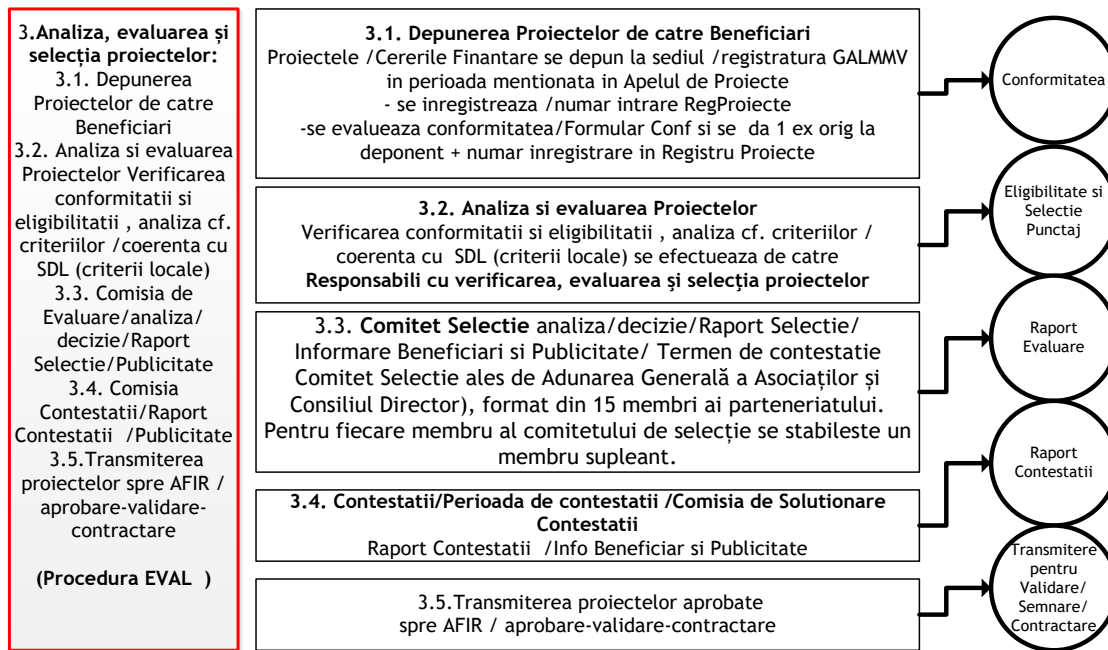 3.Analiza, evaluarea și
selecția proiectelor:
3.1. Depunerea
Proiectelor de catre
Beneficiari
3.2. Analiza si evaluarea
Proiectelor Verificarea
conformitatii si
eligibilitatii , analiza cf.
criteriilor /coerenta cu
SDL (criterii locale)
3.3. Comisia de
Evaluare/analiza/
decizie/Raport
Selectie/Publicitate
3.4. Comisia
Contestatii/Raport
Contestatii /Publicitate
3.5.Transmiterea
proiectelor spre AFIR /
aprobare-validare-
contractare
(Procedura EVAL )
3.1. Depunerea Proiectelor de catre Beneficiari
Proiectele /Cererile Finantare se depun la sediul /registratura GALMMV
in perioada mentionata in Apelul de Proiecte
- se inregistreaza /numar intrare RegProiecte
-se evalueaza conformitatea/Formular Conf si se da 1 ex orig la
deponent + numar inregistrare in Registru Proiecte
Conformitatea
3.2. Analiza si evaluarea Proiectelor
Verificarea conformitatii si eligibilitatii , analiza cf. criteriilor /
coerenta cu SDL (criterii locale) se efectueaza de catre
Responsabili cu verificarea, evaluarea şi selecția proiectelor
Eligibilitate si
Selectie
Punctaj
3.3. Comitet Selectie analiza/decizie/Raport Selectie/
Informare Beneficiari si Publicitate/ Termen de contestatie
Comitet Selectie ales de Adunarea Generală a Asociaților și
Consiliul Director), format din 15 membri ai parteneriatului.
Pentru fiecare membru al comitetului de selecție se stabileste un
membru supleant.
Raport
Evaluare
3.4. Contestatii/Perioada de contestatii /Comisia de Solutionare
Contestatii
Raport Contestatii /Info Beneficiar si Publicitate
Raport
Contestatii
3.5.Transmiterea proiectelor aprobate
spre AFIR / aprobare-validare-contractare
Transmitere
pentru
Validare/
Semnare/
Contractare